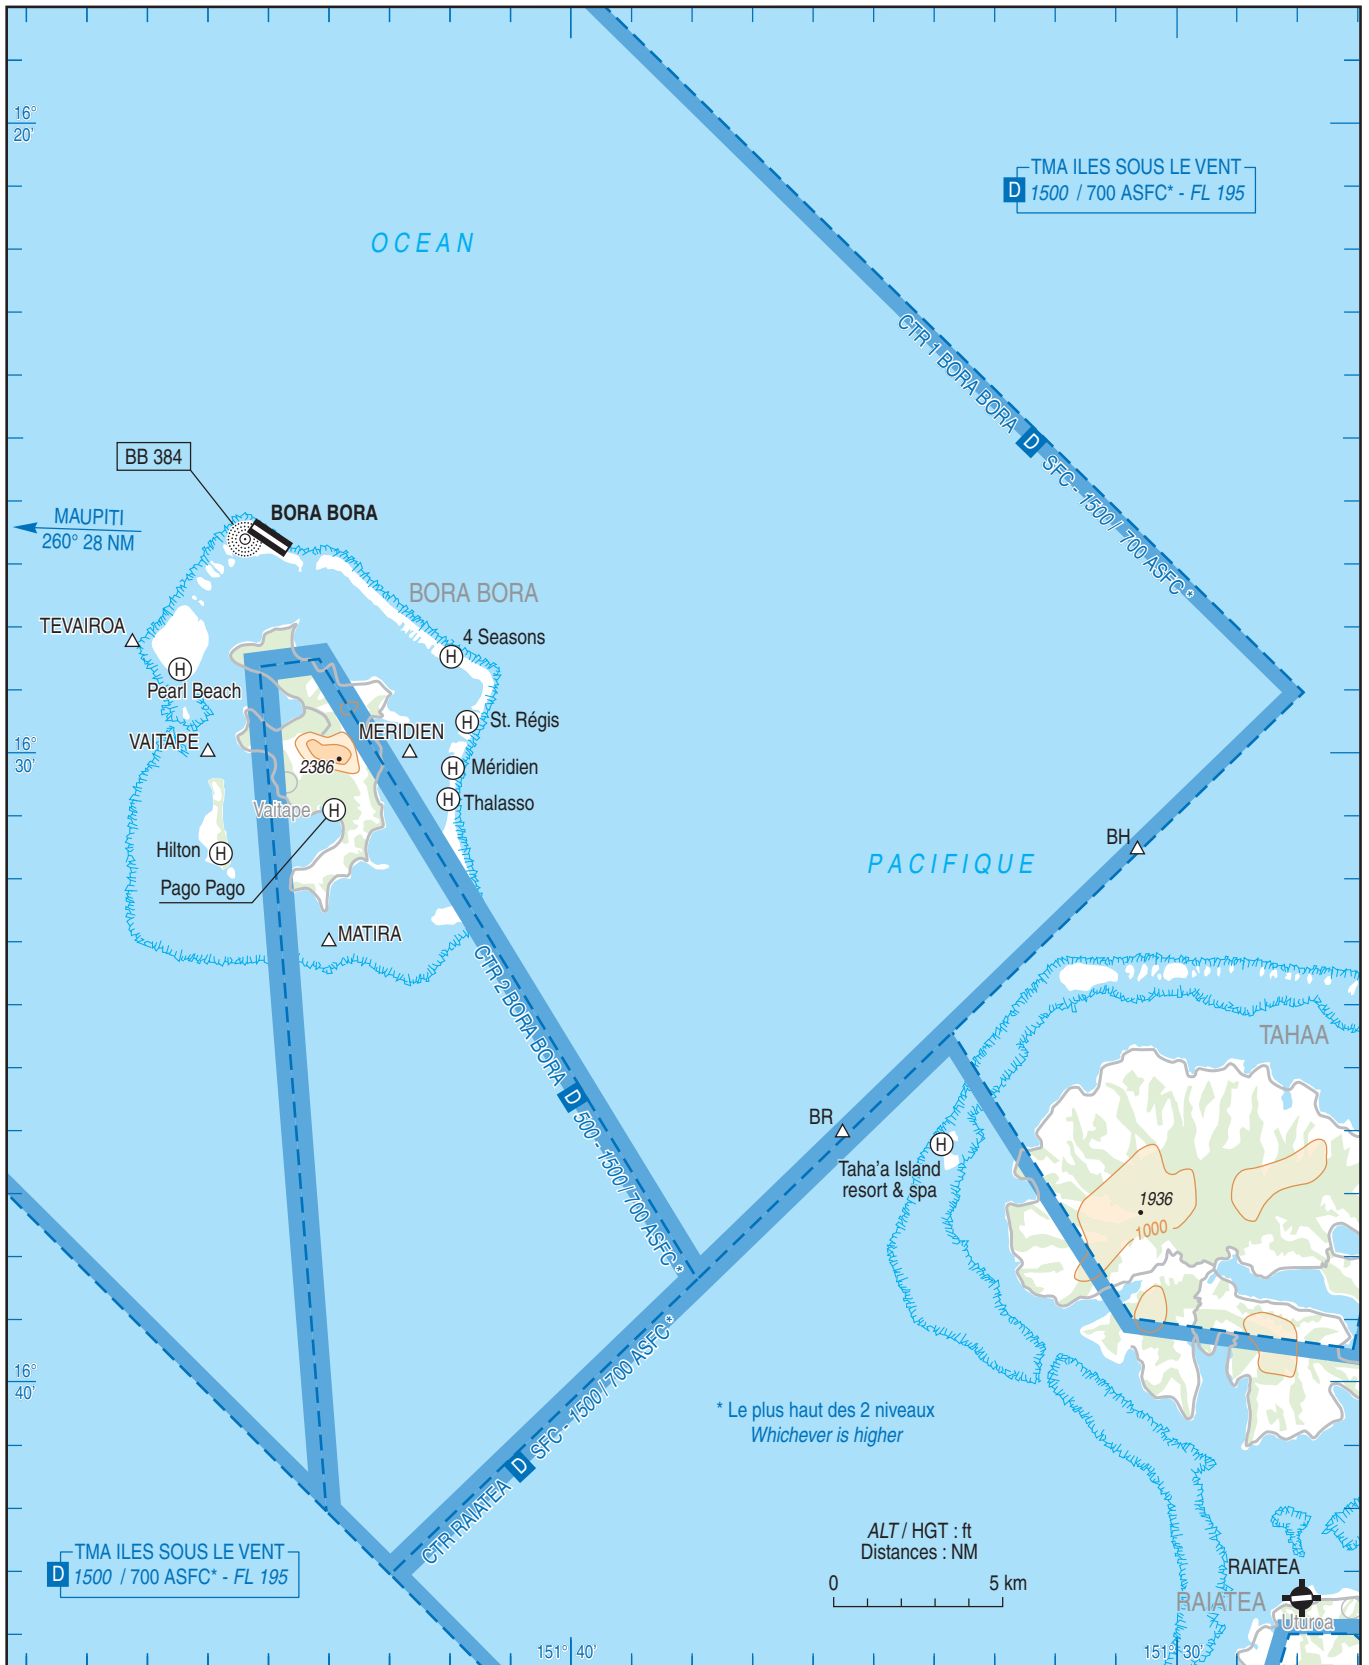 16°
20'
TMA ILES SOUS LE VENT
D 1500 / 700 ASFC* - FL 195
OCEAN
CTR 1 BORA BORA D SFC - 1500 / 700 ASFC *
BB 384
MAUPITI
260° 28 NM
BORA BORA
BORA BORA
TEVAIROA
H 4 Seasons
H
Pearl Beach
H St. Régis
VAITAPE
MERIDIEN
16°
30'
2386
H Méridien
H Thalasso
Vaitape
H
Hilton H
Pago Pago
BH
PACIFIQUE
MATIRA
CTR 2 BORA BORA D 500 - 1500 / 700 ASFC *
TAHAA
BR
H
Taha'a Island
resort & spa
1936
1000
16°
40'
CTR RAIATEA D SFC - 1500 / 700 ASFC *
* Le plus haut des 2 niveaux
Whichever is higher
ALT / HGT : ft
Distances : NM
0 5 km
TMA ILES SOUS LE VENT
D 1500 / 700 ASFC* - FL 195
RAIATEA
RAIATEA
Uturoa
151° 40'
151° 30'